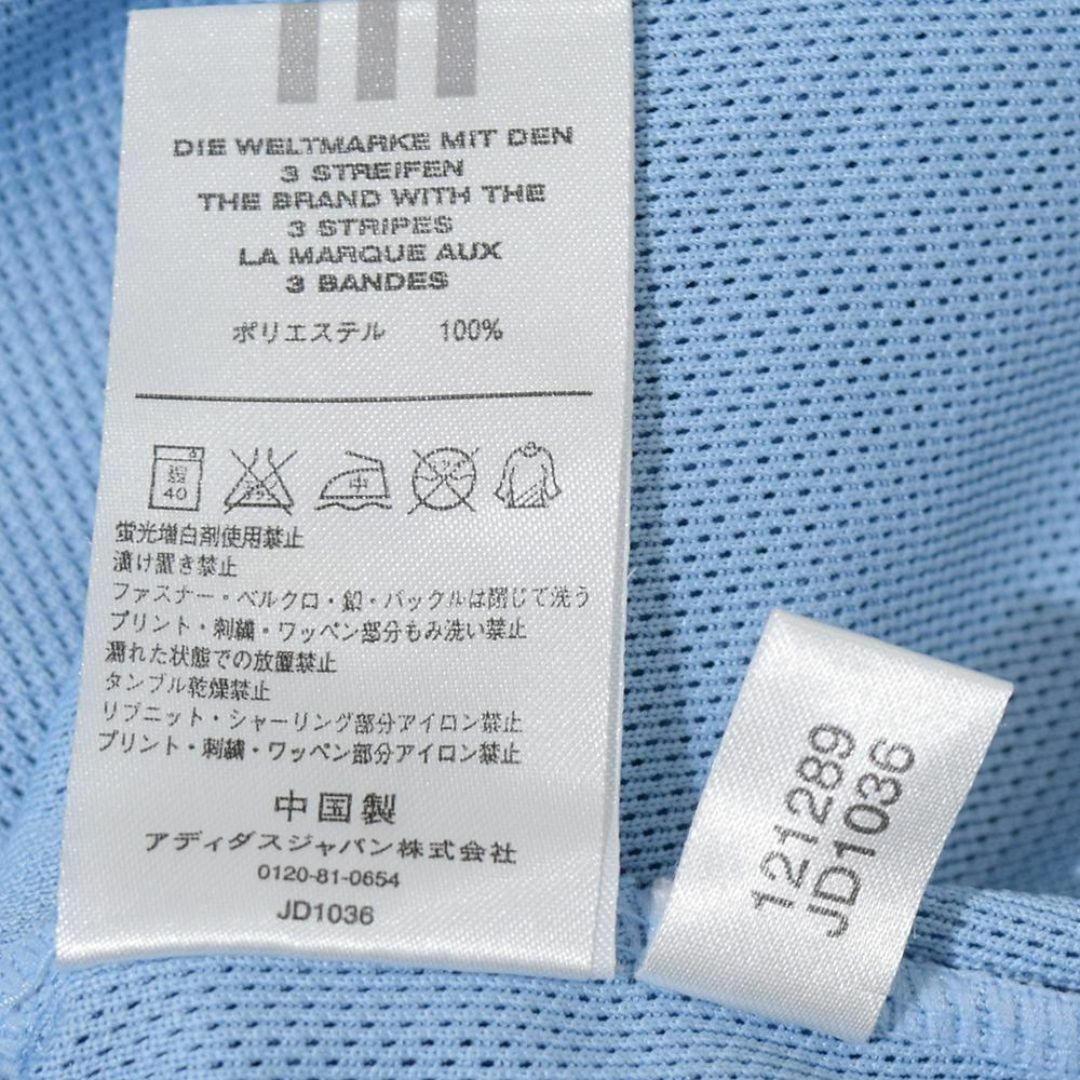 DIE WELTMARKE MIT DEN
3 STREIFEN
THE BRAND WITH THE
3 STRIPES
LA MARQUE AUX
3 BANDES
ポリエステル 100%
40
中
蛍光増白剤使用禁止
漬け置き禁止
ファスナー・ベルクロ・釦・バックルは閉じて洗う
プリント・刺繍・ワッペン部分もみ洗い禁止
濡れた状態での放置禁止
タンブル乾燥禁止
リブニット・シャーリング部分アイロン禁止
プリント・刺繍・ワッペン部分アイロン禁止
中国製
アディダスジャパン株式会社
0120-81-0654
JD1036
121289
JD1036